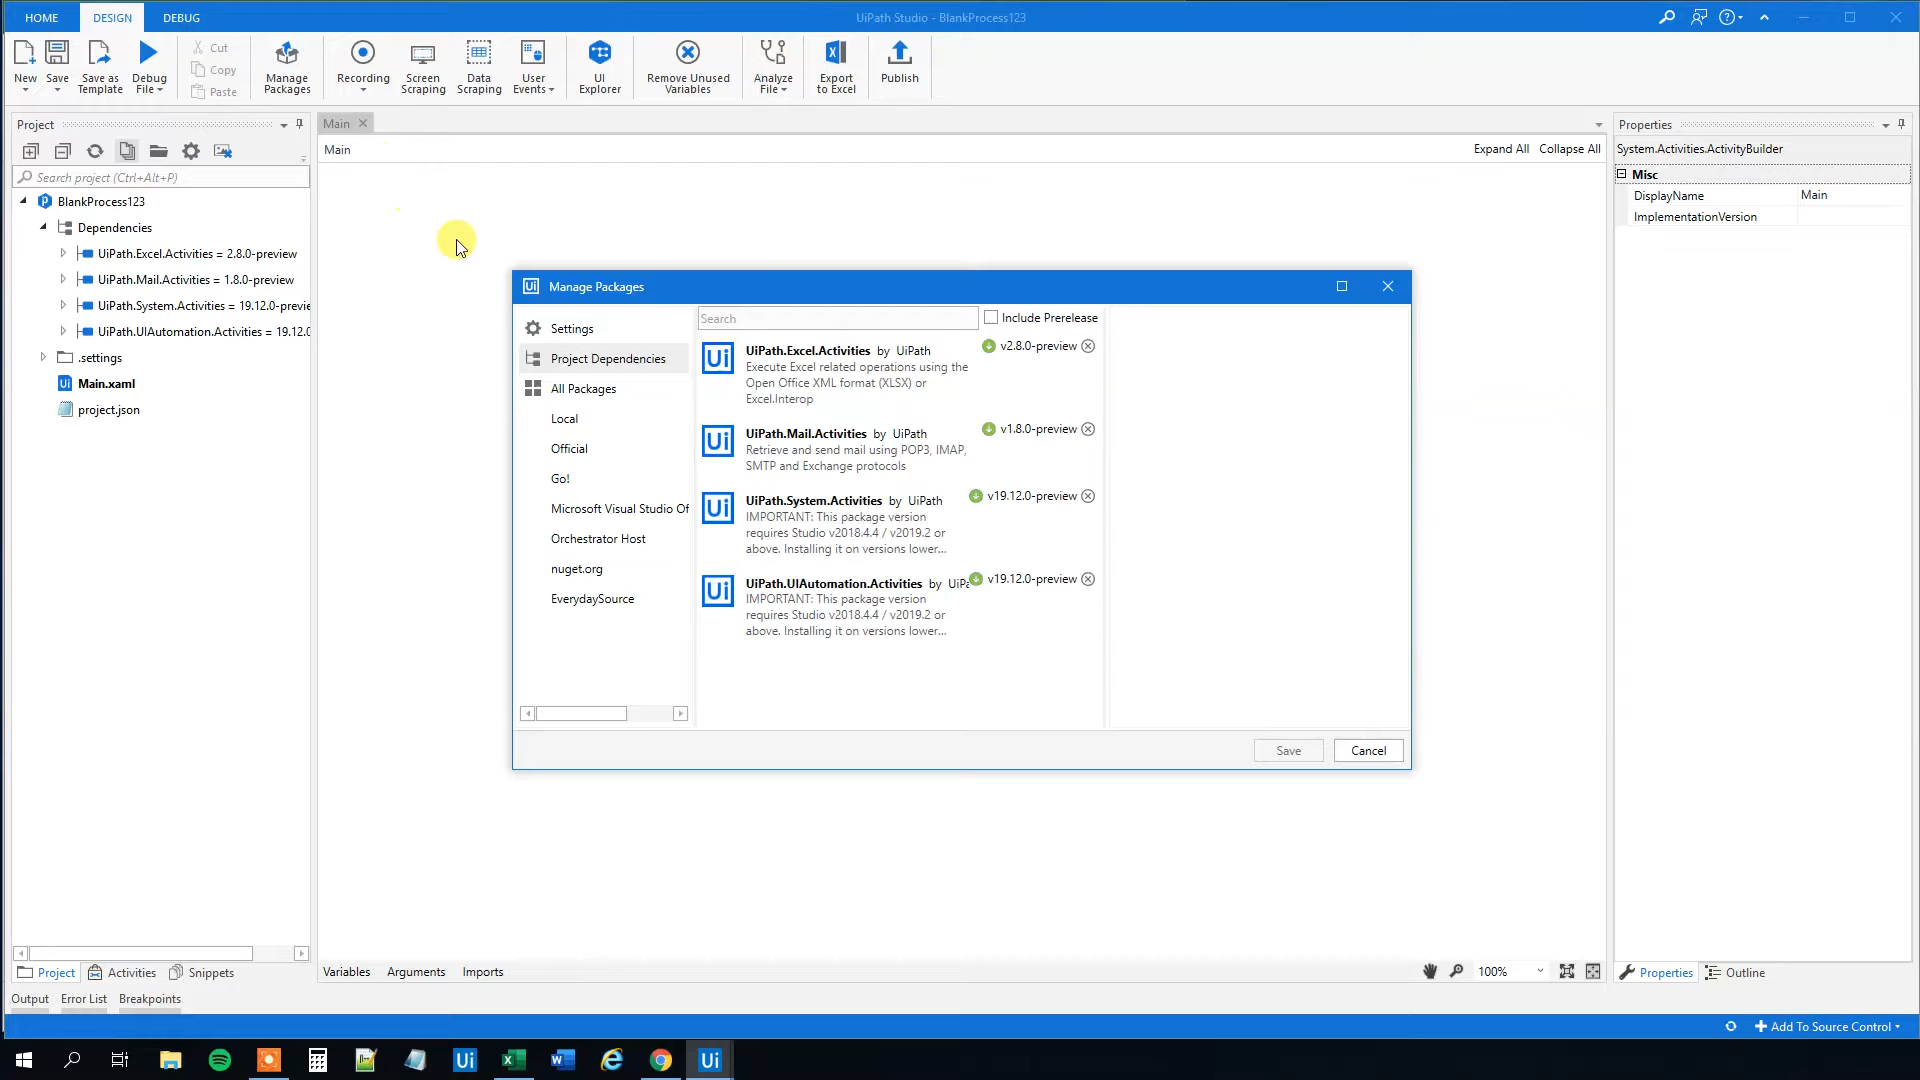 HOME
DESIGN
DEBUG
UiPath Studio - BlankProcess123
New
Save
Save as
Template
Debug
File
Cut
Copy
Paste
Manage
Packages
Recording
Screen
Scraping
Data
Scraping
User
Events
UI
Explorer
Remove Unused
Variables
Analyze
File
Export
to Excel
Publish
Project
Main
Properties
Main
Expand All
Collapse All
System.Activities.ActivityBuilder
Search project (Ctrl+Alt+P)
Misc
DisplayName
Main
ImplementationVersion
BlankProcess123
Dependencies
UiPath.Excel.Activities = 2.8.0-preview
UiPath.Mail.Activities = 1.8.0-preview
UiPath.System.Activities = 19.12.0-previe
UiPath.UIAutomation.Activities = 19.12.0
.settings
Main.xaml
project.json
Ui Manage Packages
Settings
Project Dependencies
All Packages
Local
Official
Go!
Microsoft Visual Studio Of
Orchestrator Host
nuget.org
EverydaySource
Search
Include Prerelease
Ui
UiPath.Excel.Activities by UiPath
v2.8.0-preview
Execute Excel related operations using the
Open Office XML format (XLSX) or
Excel.Interop
Ui
UiPath.Mail.Activities by UiPath
v1.8.0-preview
Retrieve and send mail using POP3, IMAP,
SMTP and Exchange protocols
Ui
UiPath.System.Activities by UiPath
v19.12.0-preview
IMPORTANT: This package version
requires Studio v2018.4.4 / v2019.2 or
above. Installing it on versions lower...
Ui
UiPath.UIAutomation.Activities by UiPa
v19.12.0-preview
IMPORTANT: This package version
requires Studio v2018.4.4 / v2019.2 or
above. Installing it on versions lower...
Save
Cancel
Project
Activities
Snippets
Variables
Arguments
Imports
100%
Properties
Outline
Output
Error List
Breakpoints
Add To Source Control
Ui
Ui